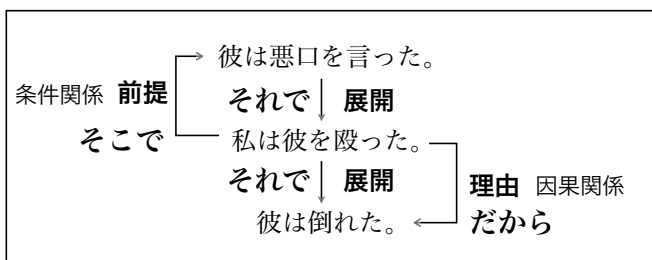 彼は悪口を言った。
条件関係 前提
それで 展開
そこで
私は彼を殴った。
それで 展開
理由 因果関係
彼は倒れた。
だから